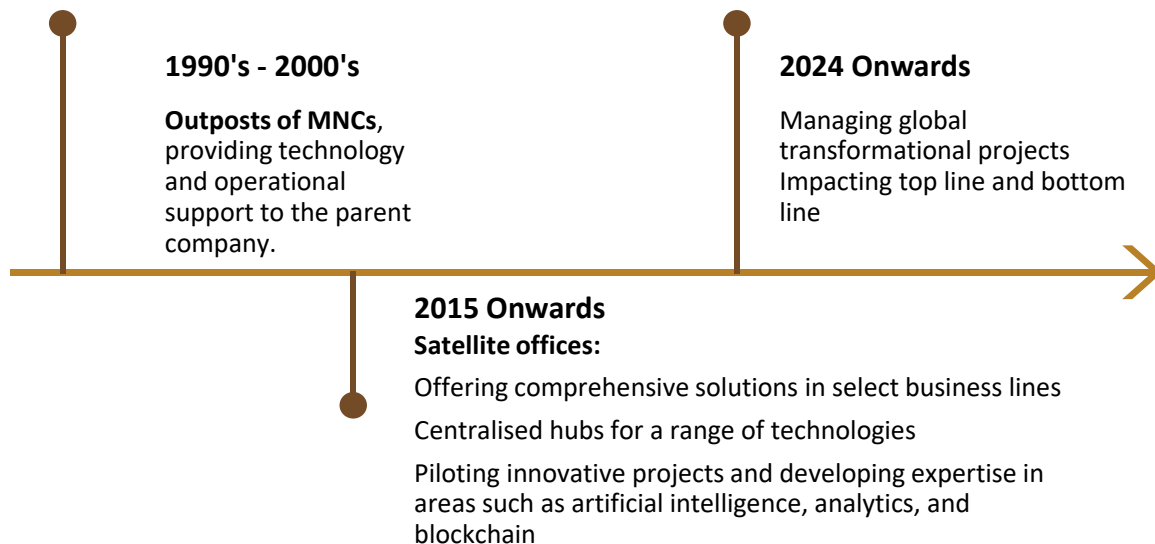 1990's - 2000's
Outposts of MNCs,
providing technology
and operational
support to the parent
company.
2015 Onwards
Satellite offices:
Offering comprehensive solutions in select business lines
Centralised hubs for a range of technologies
Piloting innovative projects and developing expertise in
areas such as artificial intelligence, analytics, and
blockchain
2024 Onwards
Managing global
transformational projects
Impacting top line and bottom
line